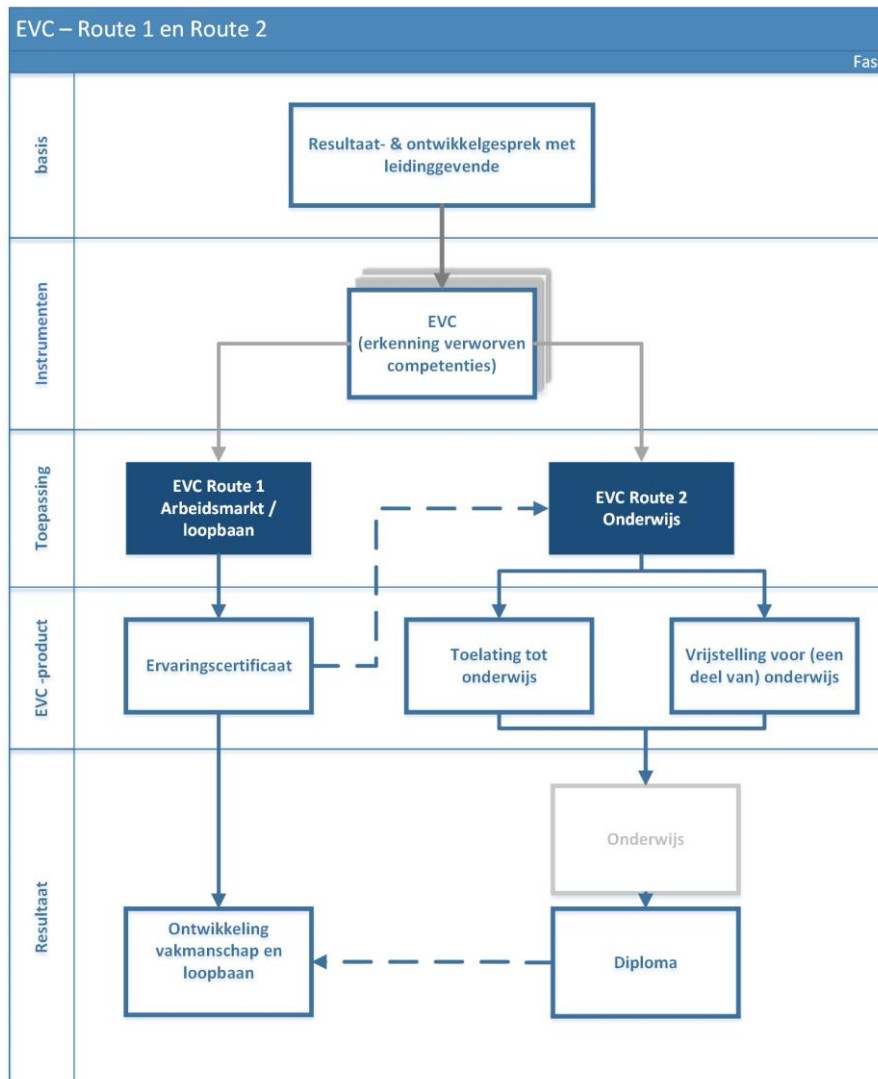 EVC – Route 1 en Route 2
Fas
basis
Resultaat- & ontwikkelgesprek met
leidinggevende
Instrumenten
EVC
(erkenning verworven
competenties)
Toepassing
EVC Route 1
Arbeidsmarkt /
loopbaan
EVC Route 2
Onderwijs
EVC -product
Ervaringscertificaat
Toelating tot
onderwijs
Vrijstelling voor (een
deel van) onderwijs
Resultaat
Onderwijs
Ontwikkeling
vakmanschap en
loopbaan
Diploma